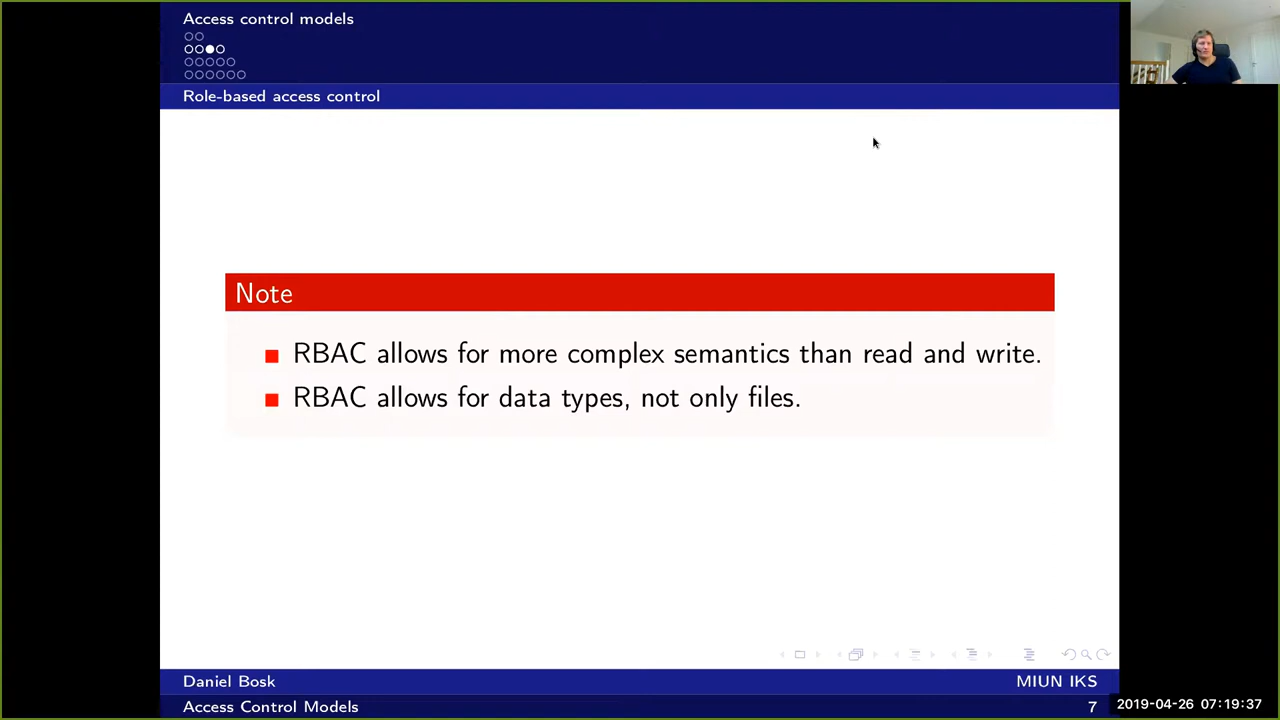 Access control models
Role-based access control
Note
RBAC allows for more complex semantics than read and write.
RBAC allows for data types, not only files.
Daniel Bosk
MIUN IKS
Access Control Models
7
2019-04-26 07:19:37